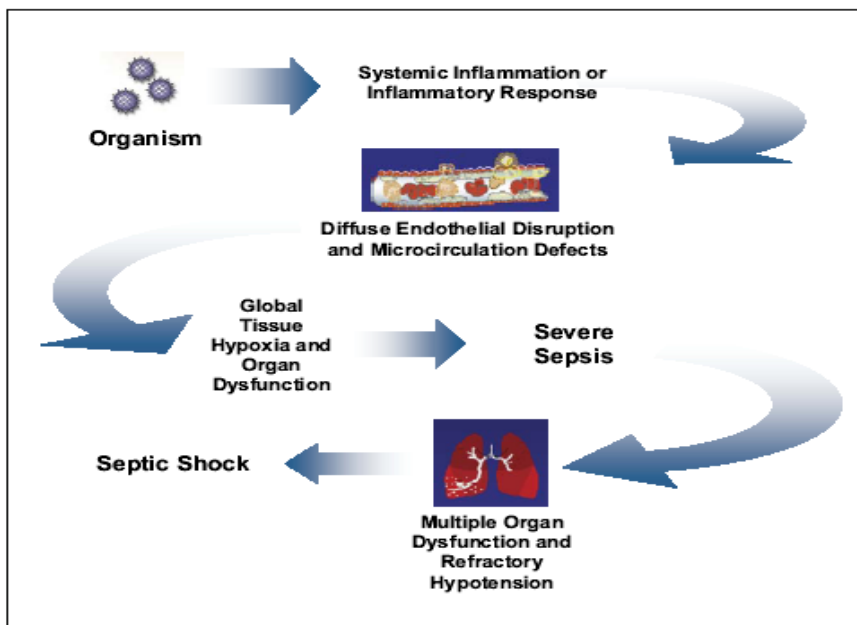 Organism
Systemic Inflammation or
Inflammatory Response
Diffuse Endothelial Disruption
and Microcirculation Defects
Global
Tissue
Hypoxia and
Organ
Dysfunction
Severe
Sepsis
Multiple Organ
Dysfunction and
Refractory
Hypotension
Septic Shock